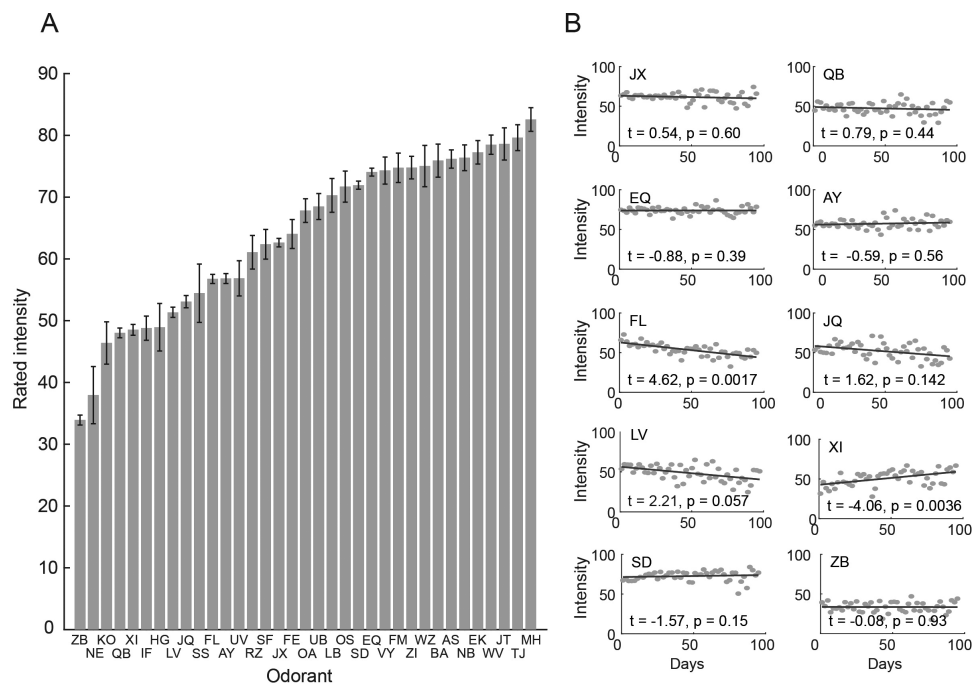 A
Rated intensity
90
80
70
60
50
40
30
20
10
0
ZB KO XI HG JQ FL UV SF FE UB OS EQ FM WZ AS EK JT MH
NE QB IF LV SS AY RZ JX OA LB SD VY ZI BA NB WV TJ
Odorant
B
JX
Intensity
100
50
0
t = 0.54, p = 0.60
0 50 100
QB
100
50
0
t = 0.79, p = 0.44
0 50 100
EQ
Intensity
100
50
0
t = -0.88, p = 0.39
0 50 100
AY
100
50
0
t = -0.59, p = 0.56
0 50 100
FL
Intensity
100
50
0
t = 4.62, p = 0.0017
0 50 100
JQ
100
50
0
t = 1.62, p = 0.142
0 50 100
LV
Intensity
100
50
0
t = 2.21, p = 0.057
0 50 100
XI
100
50
0
t = -4.06, p = 0.0036
0 50 100
SD
Intensity
100
50
0
t = -1.57, p = 0.15
0 50 100
Days
ZB
100
50
0
t = -0.08, p = 0.93
0 50 100
Days